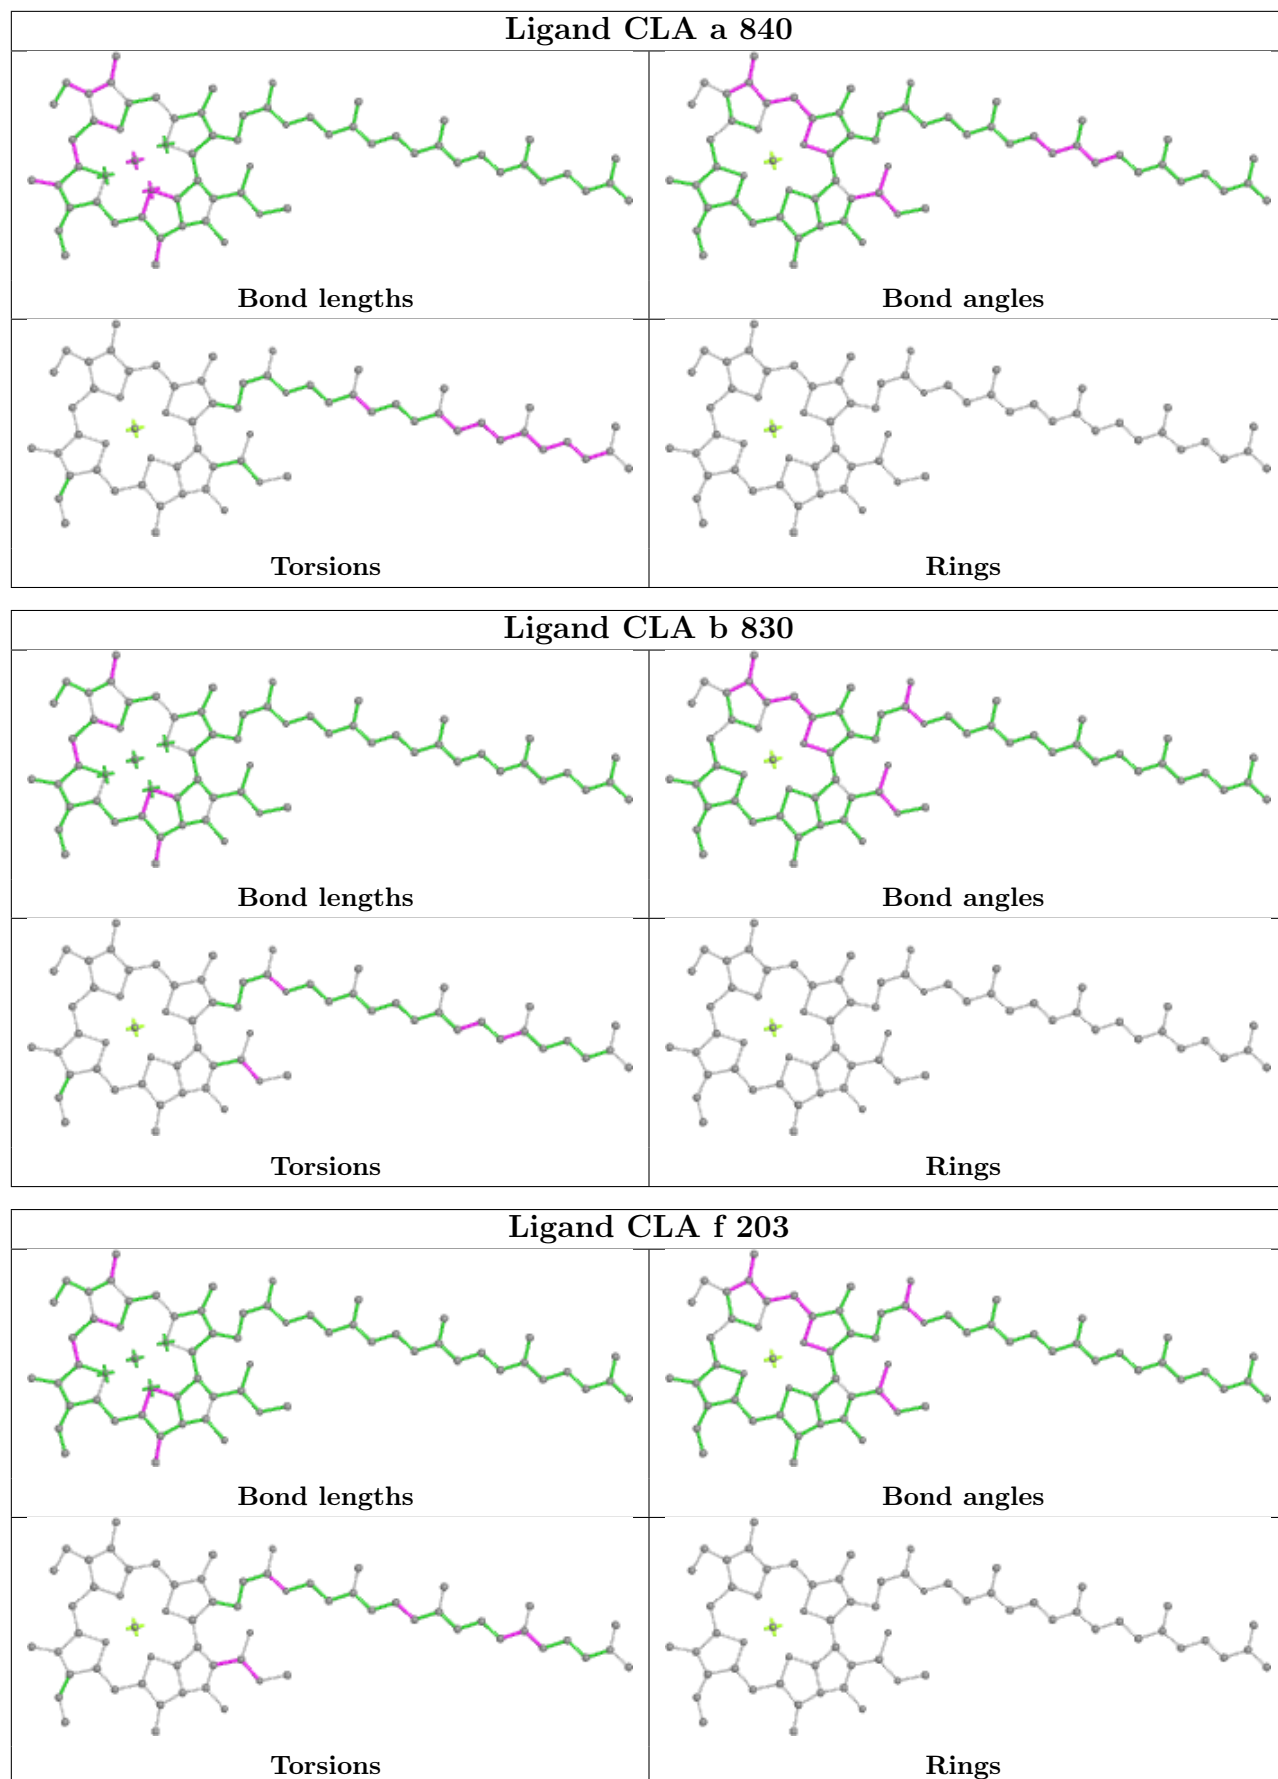 Ligand CLA a 840
Bond lengths
Bond angles
Torsions
Rings
Ligand CLA b 830
Bond lengths
Bond angles
Torsions
Rings
Ligand CLA f 203
Bond lengths
Bond angles
Torsions
Rings